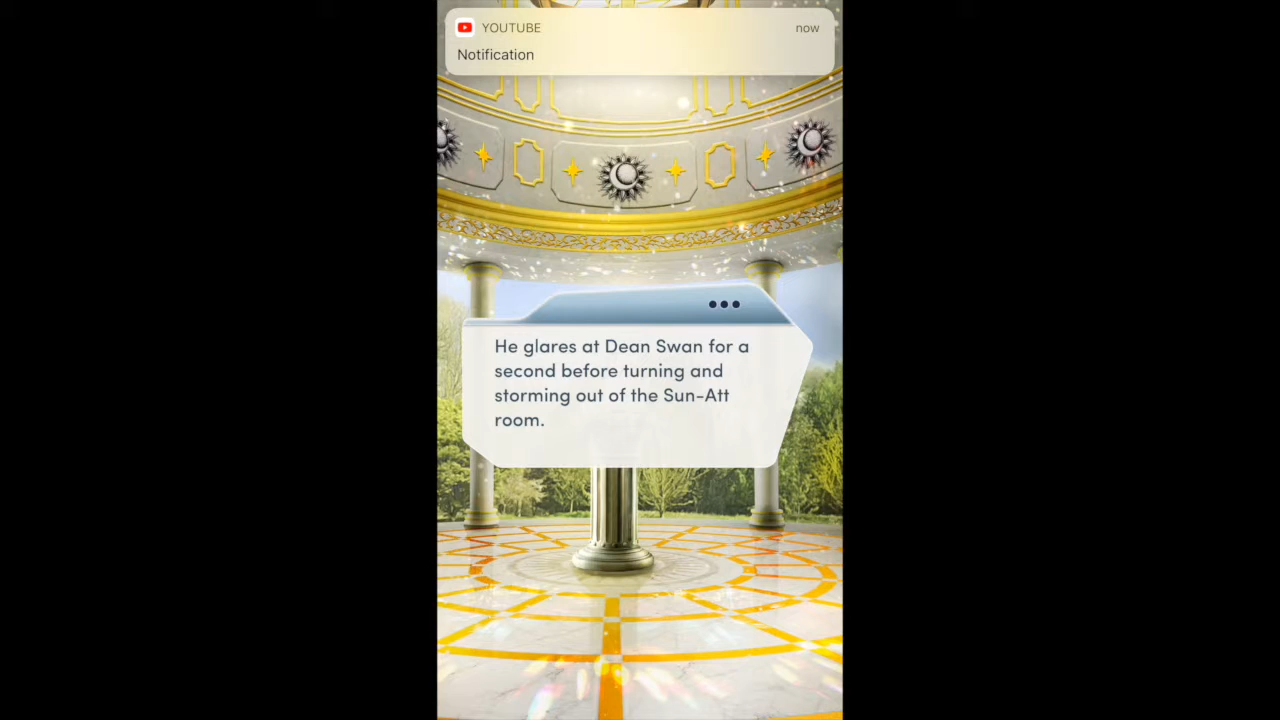 YOUTUBE now
Notification
He glares at Dean Swan for a
second before turning and
storming out of the Sun-Att
room.